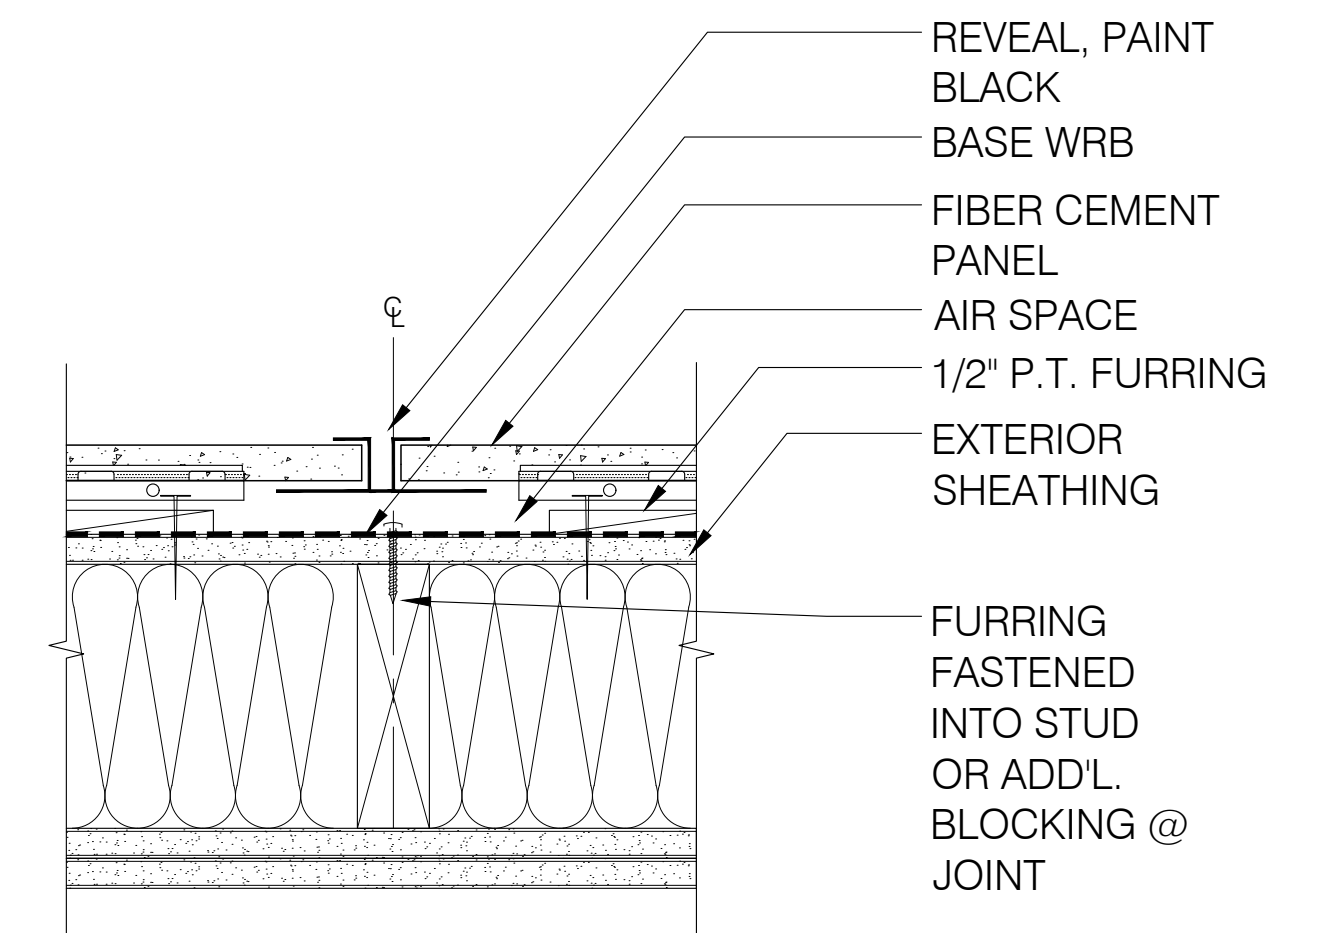 REVEAL, PAINT
BLACK
BASE WRB
FIBER CEMENT
PANEL
℄
AIR SPACE
1/2" P.T. FURRING
EXTERIOR
SHEATHING
FURRING
FASTENED
INTO STUD
OR ADD'L.
BLOCKING @
JOINT